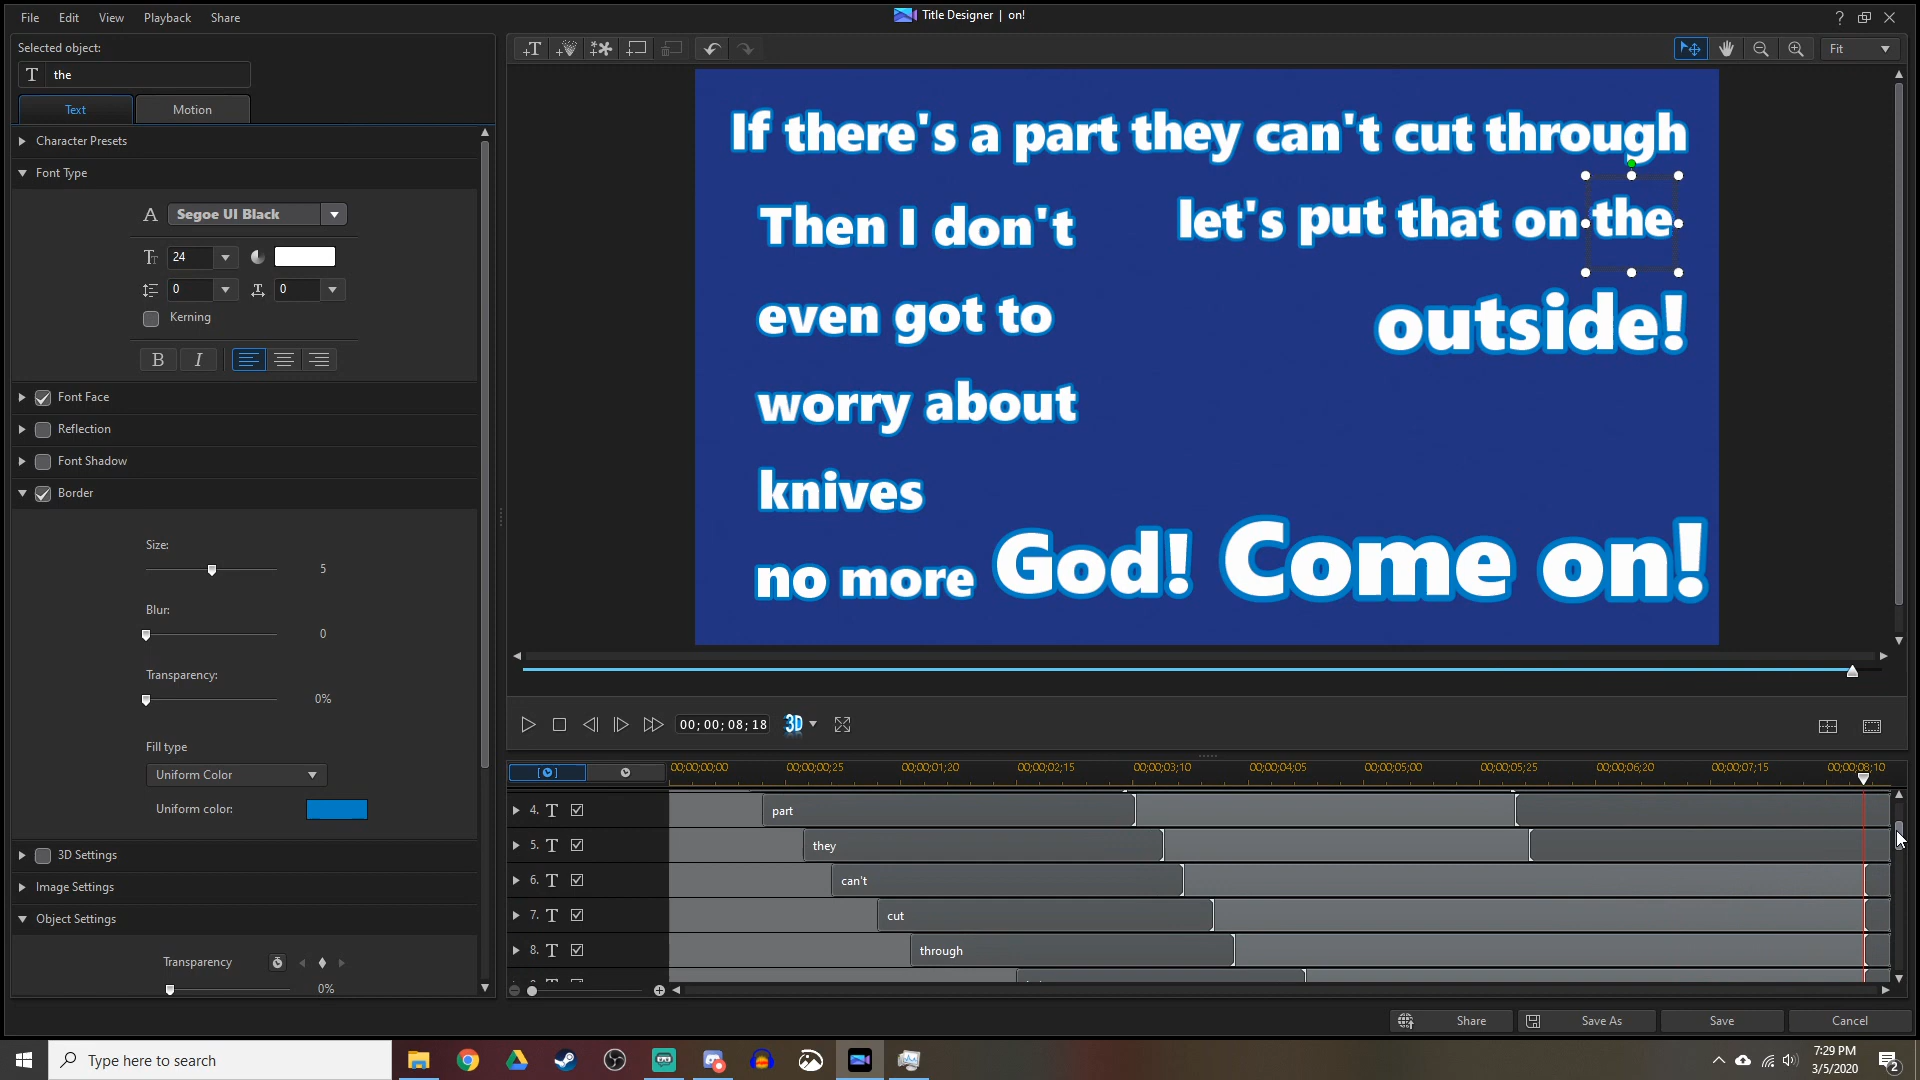 File Edit View Playback Share
Title Designer | on!
?
Selected object:
T the
Text Motion
Character Presets
Font Type
A Segoe UI Black
24
0 0
Kerning
B I
Font Face
Reflection
Font Shadow
Border
Size:
5
Blur:
0
Transparency:
0%
Fill type
Uniform Color
Uniform color:
3D Settings
Image Settings
Object Settings
Transparency
0%
Fit
If there's a part they can't cut through
Then I don't
let's put that on the
even got to
outside!
worry about
knives
no more God! Come on!
00; 00; 08; 18
3D
00;00;00;00 00;00;00;25 00;00;01;20 00;00;02;15 00;00;03;10 00;00;04;05 00;00;05;00 00;00;05;25 00;00;06;20 00;00;07;15 00;00;08;10
4. T part
5. T they
6. T can't
7. T cut
8. T through
Share Save As Save Cancel
Type here to search
7:29 PM
3/5/2020
2